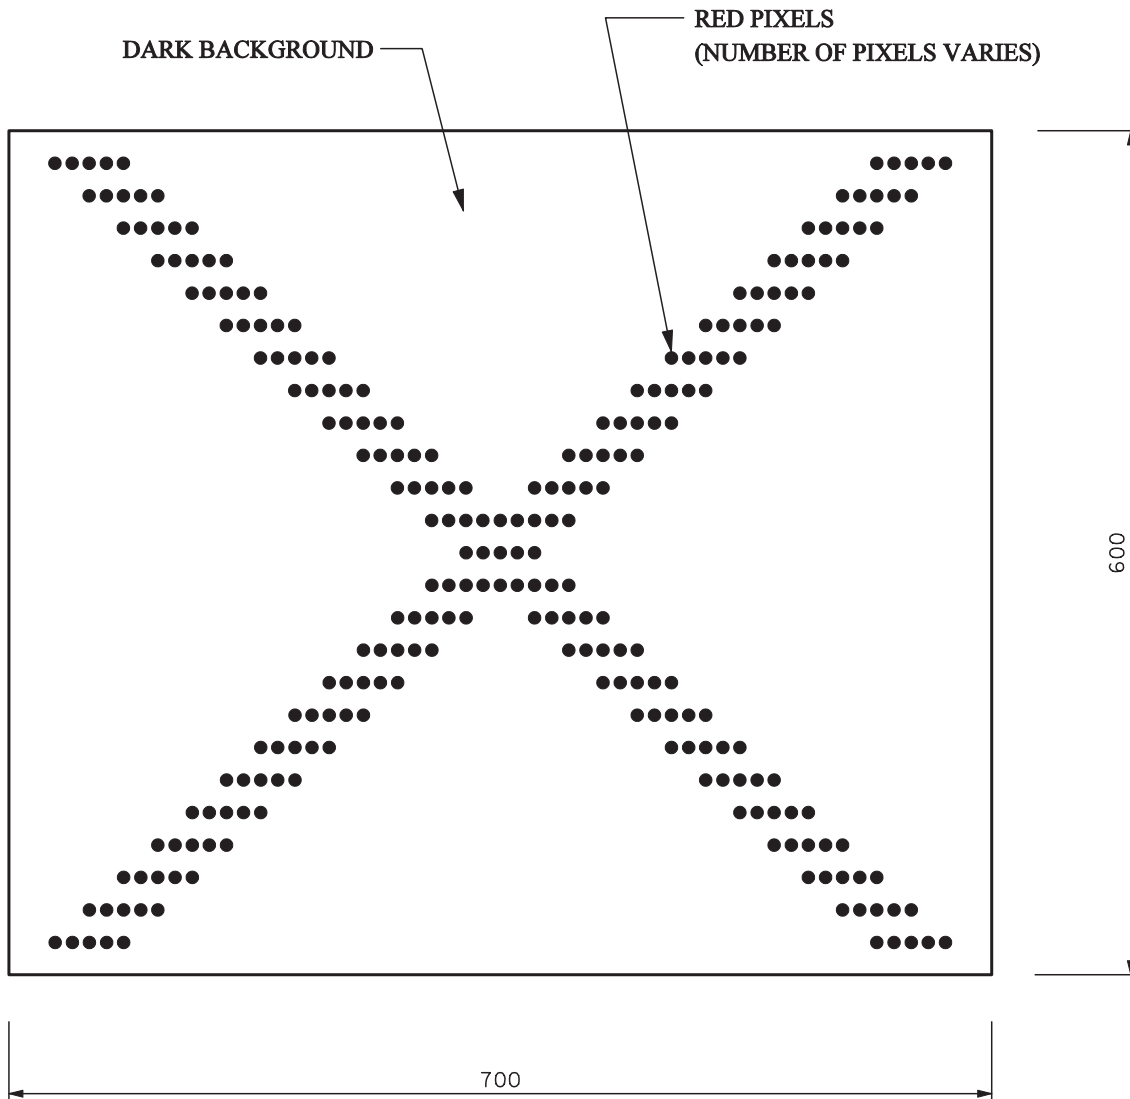 RED PIXELS
(NUMBER OF PIXELS VARIES)
DARK BACKGROUND
600
700